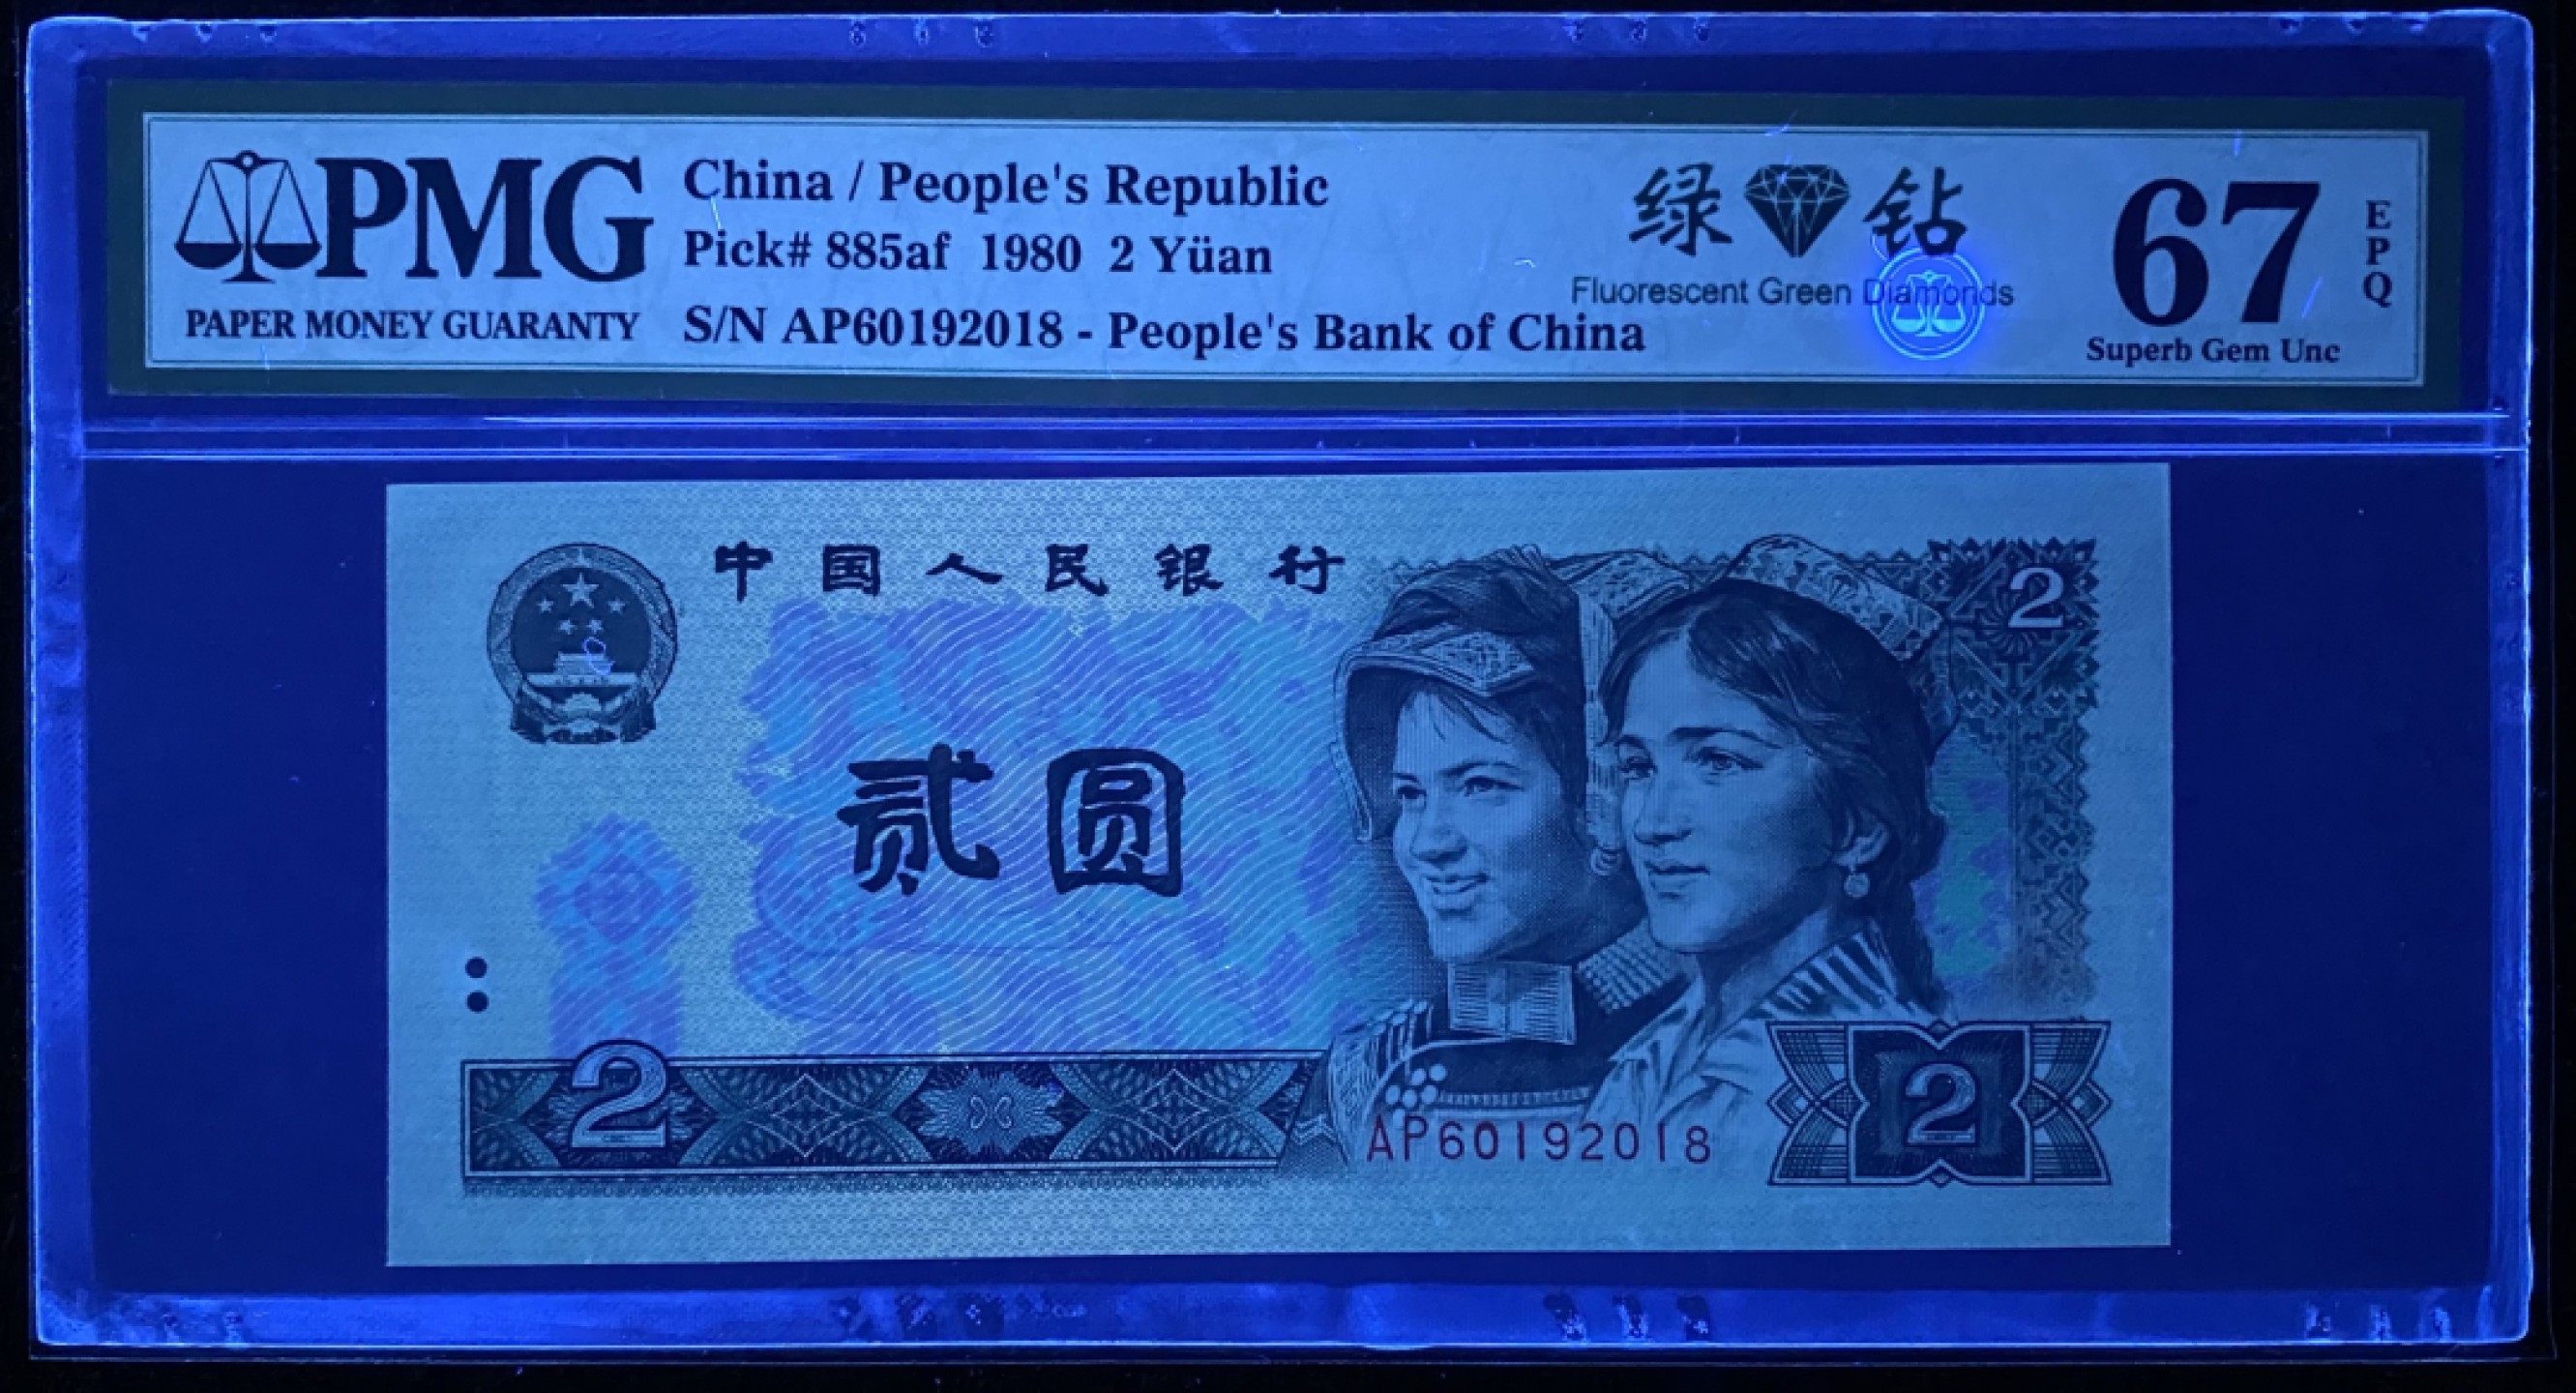 PMG
PAPER MONEY GUARANTY
China / People's Republic
Pick# 885af 1980 2 Yüan
S/N AP60192018 - People's Bank of China
绿 钻
Fluorescent Green Diamonds
67
EPQ
Superb Gem Unc
中国人民银行
2
贰圆
2
AP60192018
2